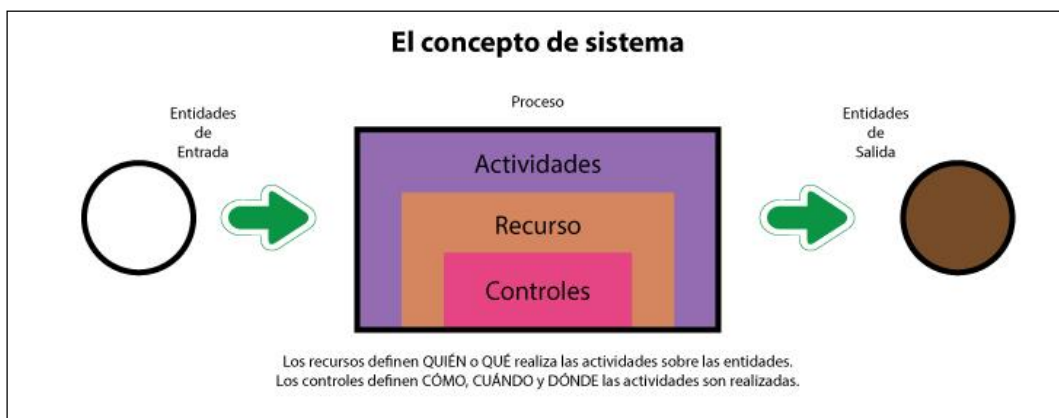 El concepto de sistema
Entidades
de
Entrada
Proceso
Entidades
de
Salida
Actividades
Recurso
Controles
Los recursos definen QUIÉN o QUÉ realiza las actividades sobre las entidades.
Los controles definen CÓMO, CUÁNDO y DÓNDE las actividades son realizadas.